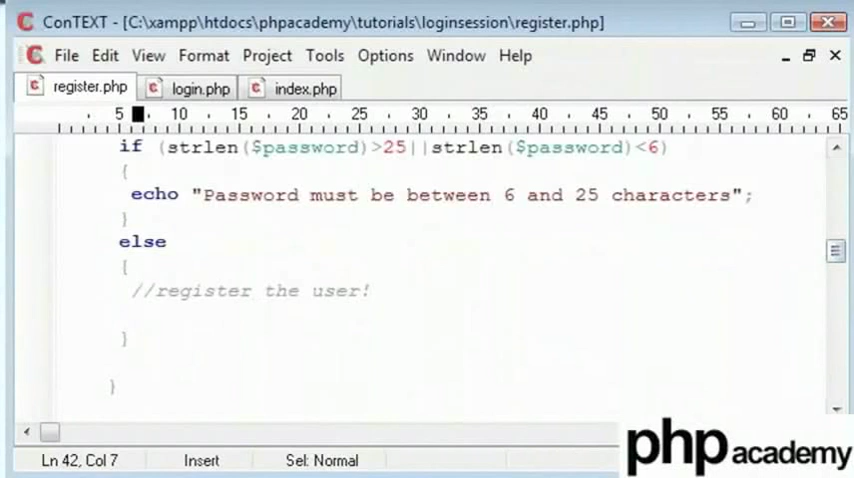 ConTEXT - [C:\xampp\htdocs\phpacademy\tutorials\loginsession\register.php]
File Edit View Format Project Tools Options Window Help
register.php login.php index.php
5 10 15 20 25 30 35 40 45 50 55 60 65
if (strlen($password)>25||strlen($password)<6)
{
echo "Password must be between 6 and 25 characters";
}
else
{
//register the user!
}
}
Ln 42, Col 7 Insert Sel: Normal
php academy